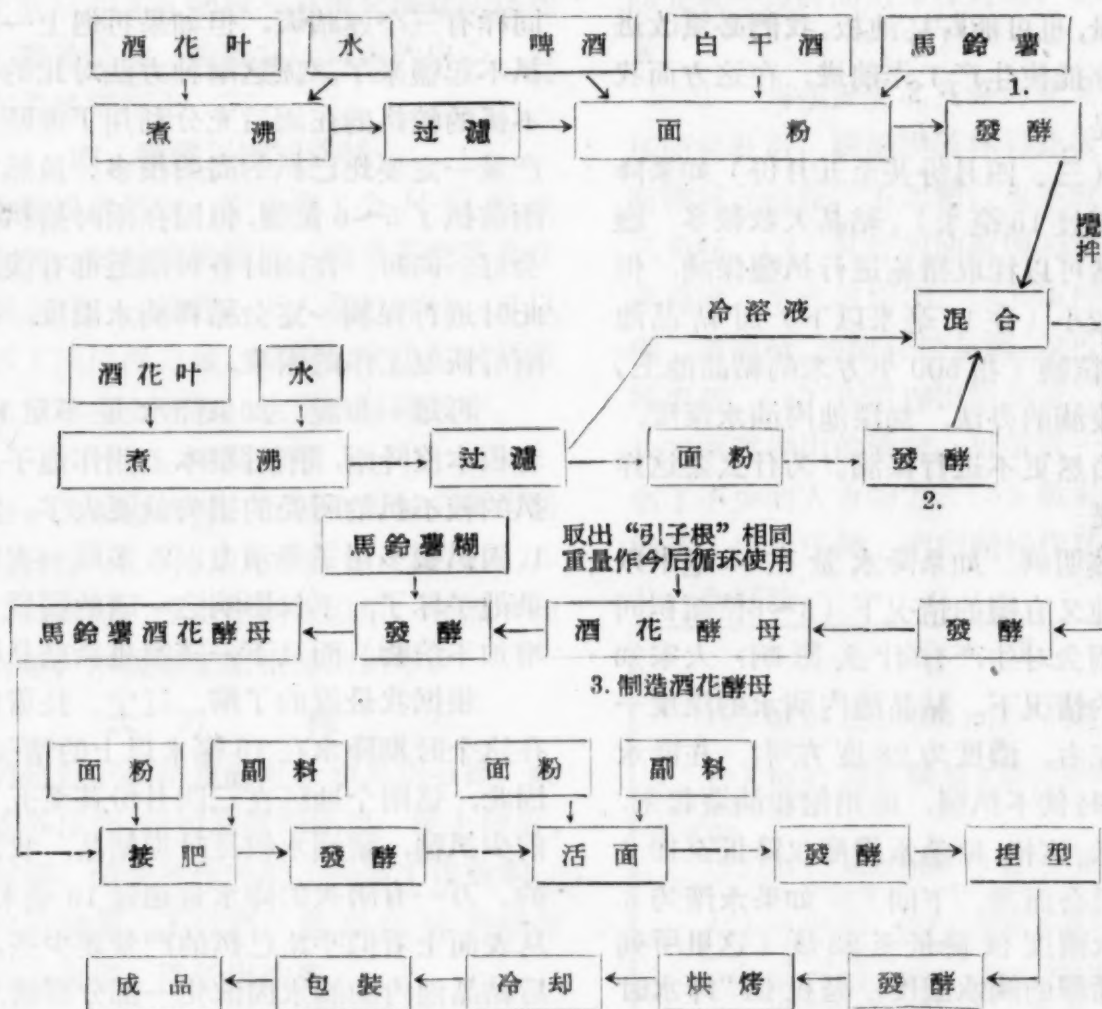 酒花叶 水 啤酒 白干酒 馬鈴薯
煮沸 过濾 面粉 發酵
1.
攪拌
冷溶液 混合
酒花叶 水
煮沸 过濾 面粉 發酵
2.
馬鈴薯糊 取出“引子根”相同
重量作今后循环使用
馬鈴薯酒花酵母 發酵 酒花酵母 發酵
3. 制造酒花酵母
面粉 副料 面粉 副料
接肥 發酵 活面 發酵 捏型
成品 包裝 冷却 烘烤 發酵